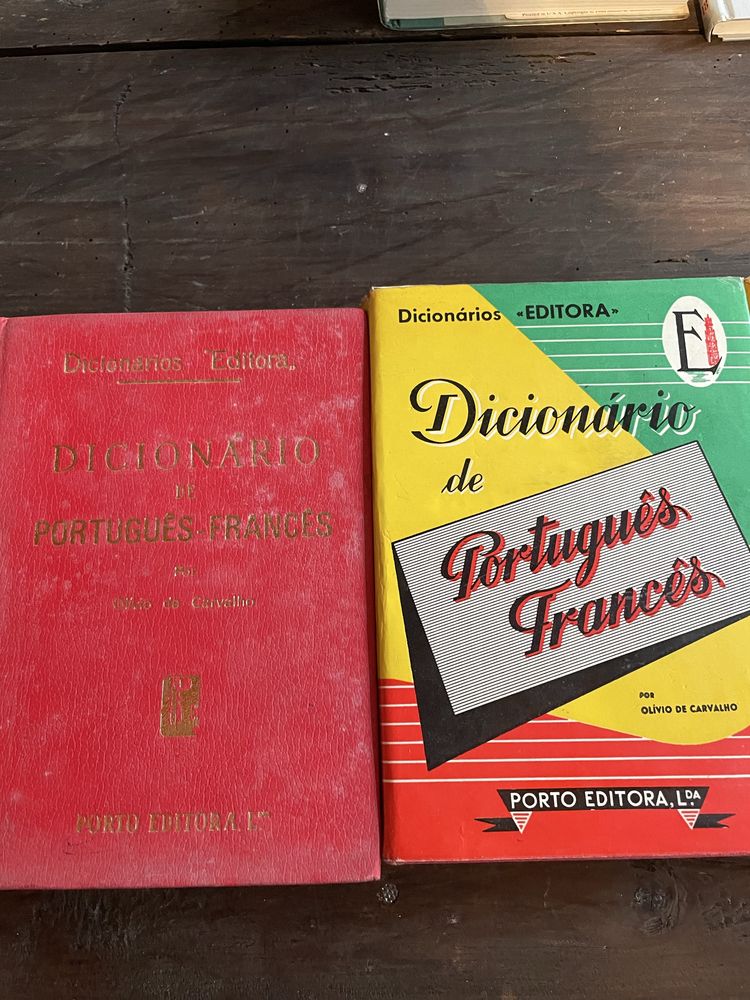 Dicionários "Editora"
DICIONÁRIO
DE
PORTUGUÊS-FRANCÊS
POR
Olívio de Carvalho
PORTO EDITORA, L.da
Dicionários «EDITORA»
E
Dicionário
de
Português
Francês
POR
OLÍVIO DE CARVALHO
PORTO EDITORA, L.DA